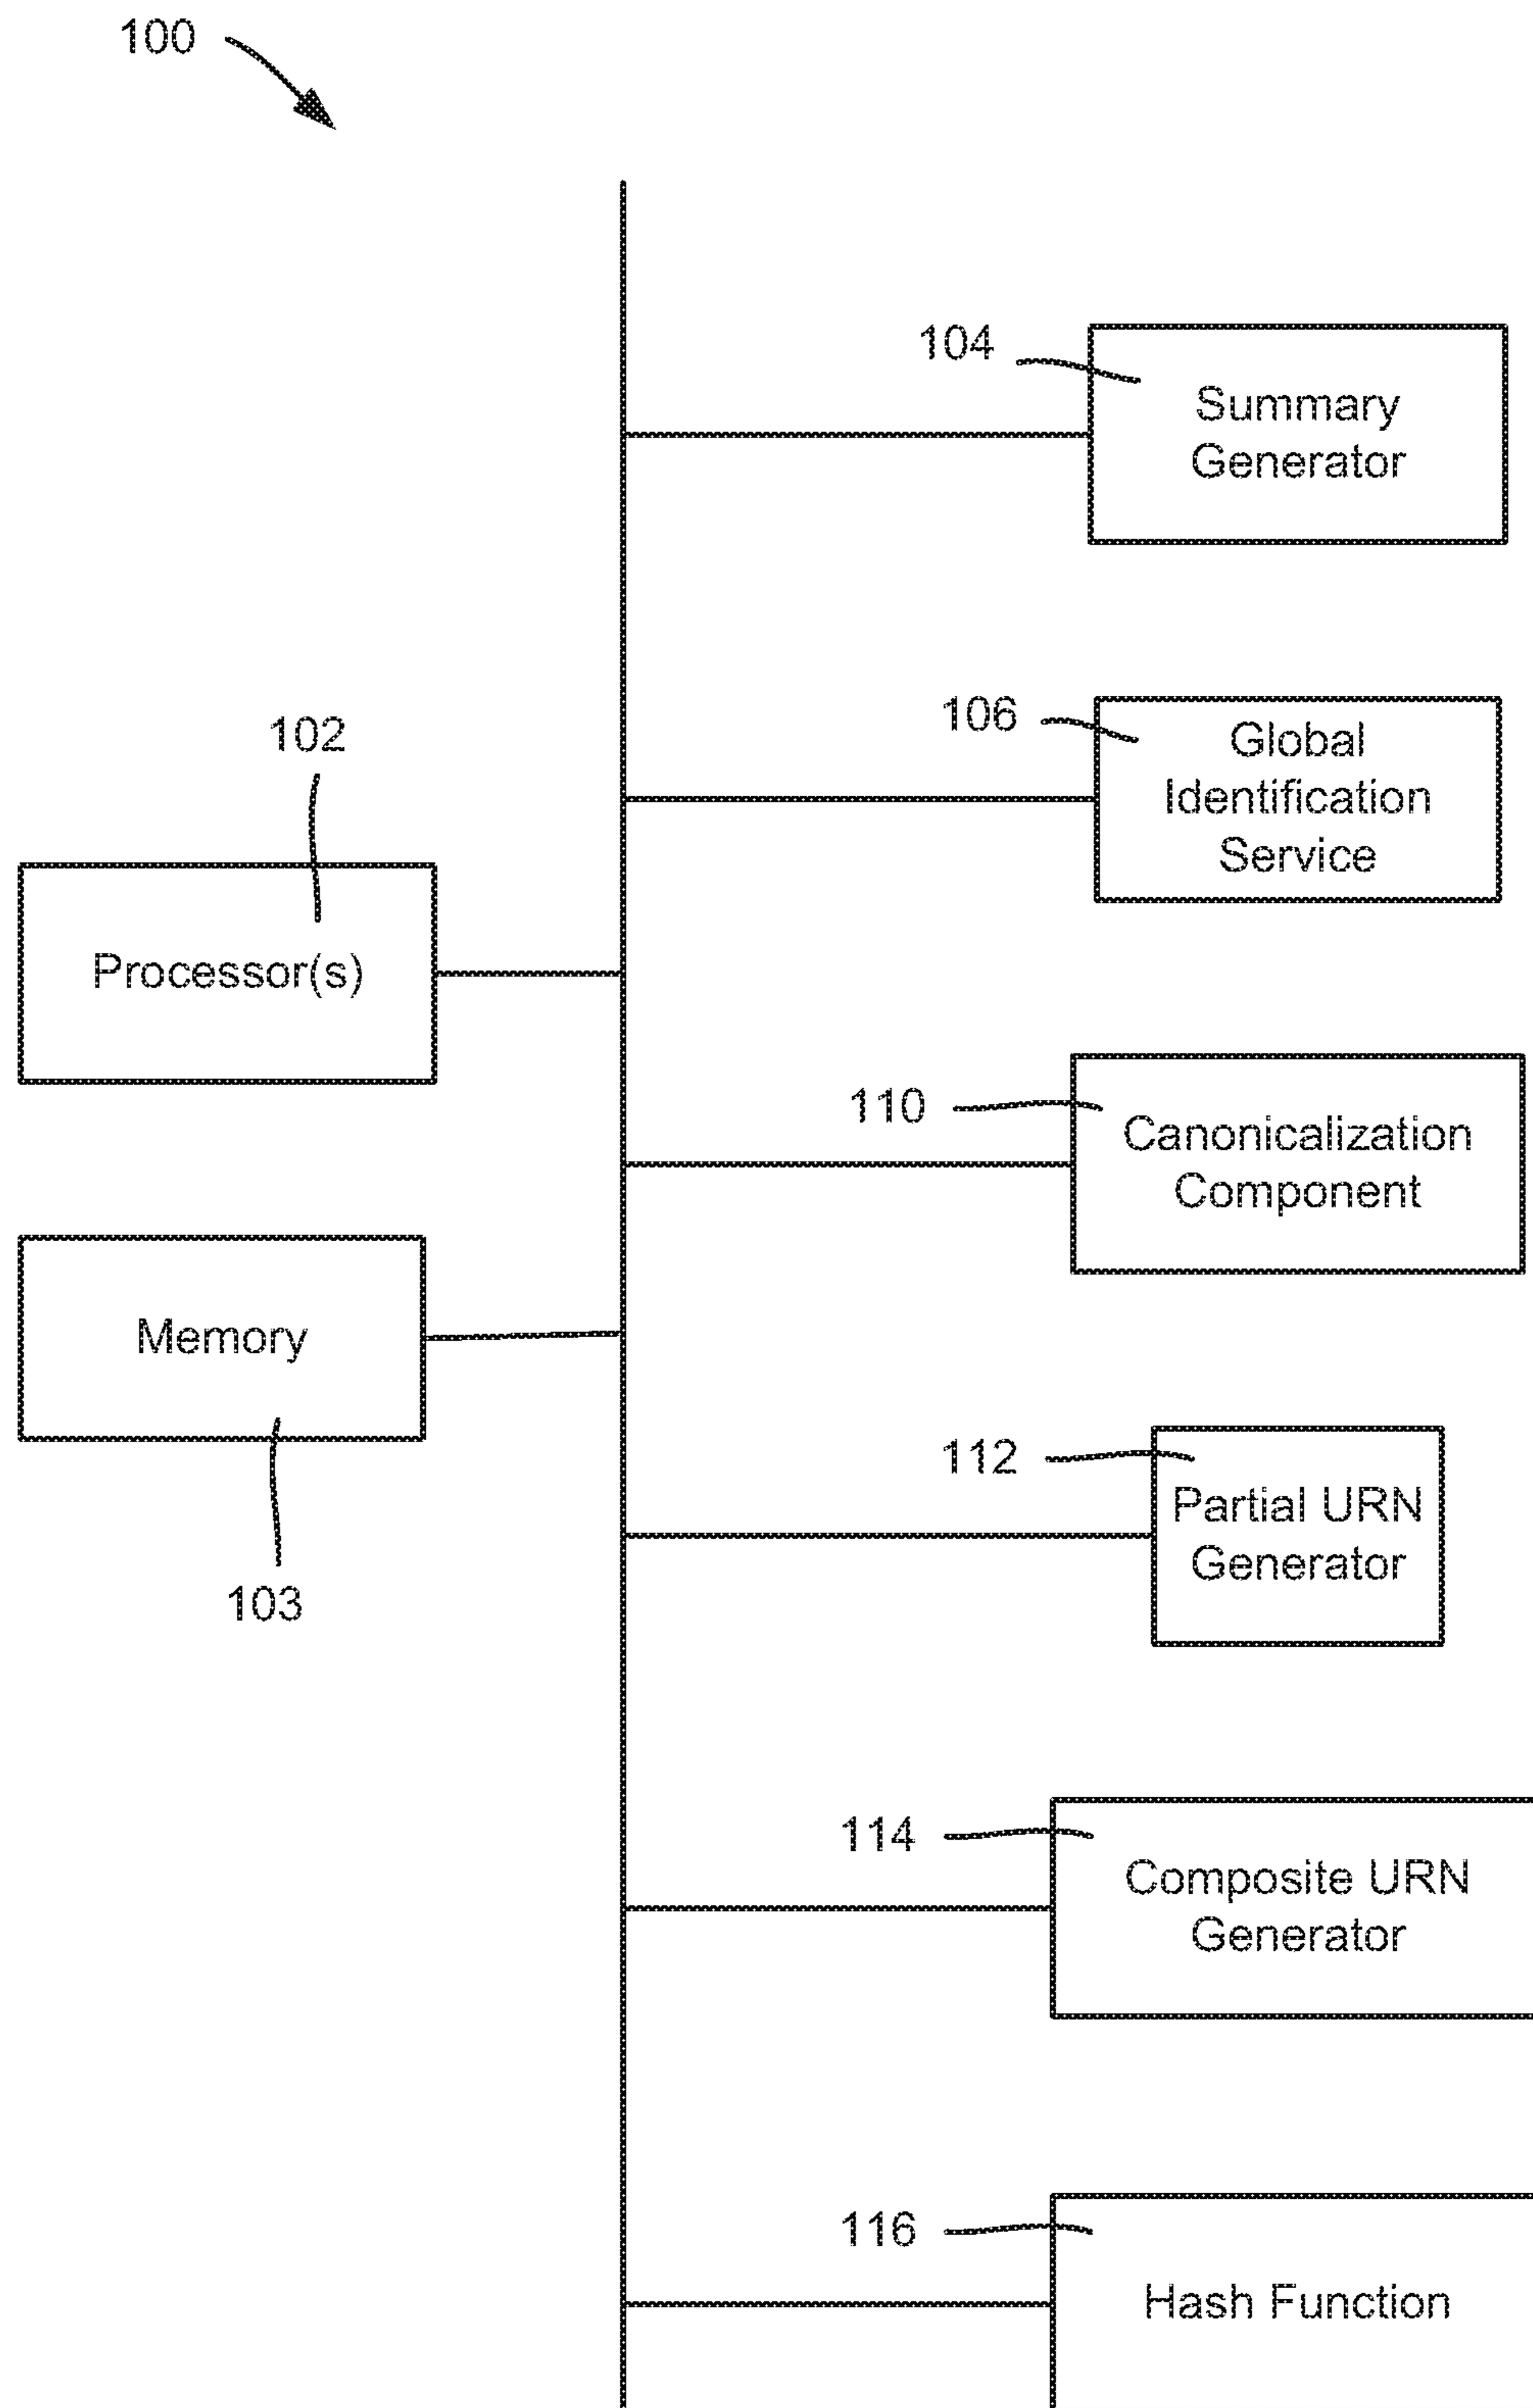 100
104
Summary
Generator
106
Global
Identification
Service
102
Processor(s)
110
Canonicalization
Component
Memory
103
112
Partial URN
Generator
114
Composite URN
Generator
116
Hash Function